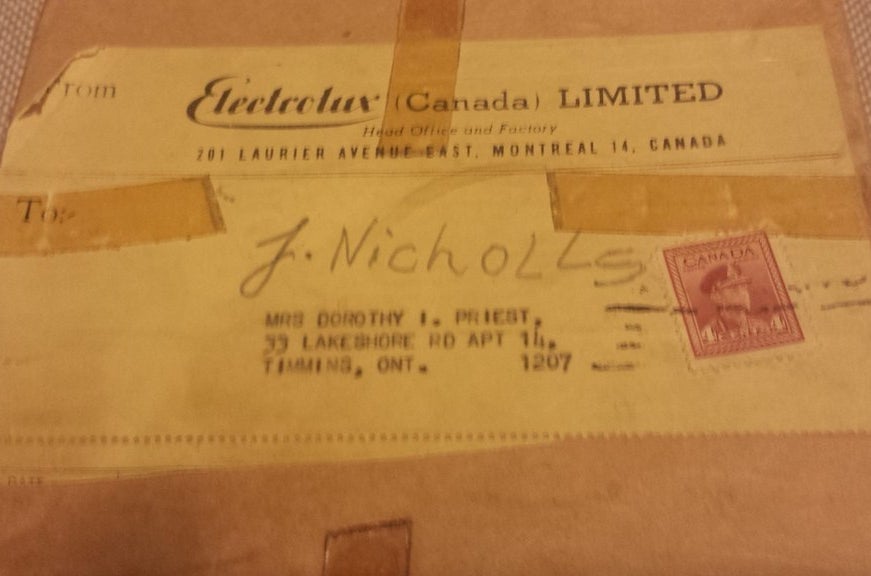 From
Electrolux (Canada) LIMITED
Head Office and Factory
201 LAURIER AVENUE EAST, MONTREAL 14, CANADA
To:-
J. Nicholls
CANADA
MRS DOROTHY I. PRIEST,
33 LAKESHORE RD APT 14,
TIMMINS, ONT. 1207
DATE